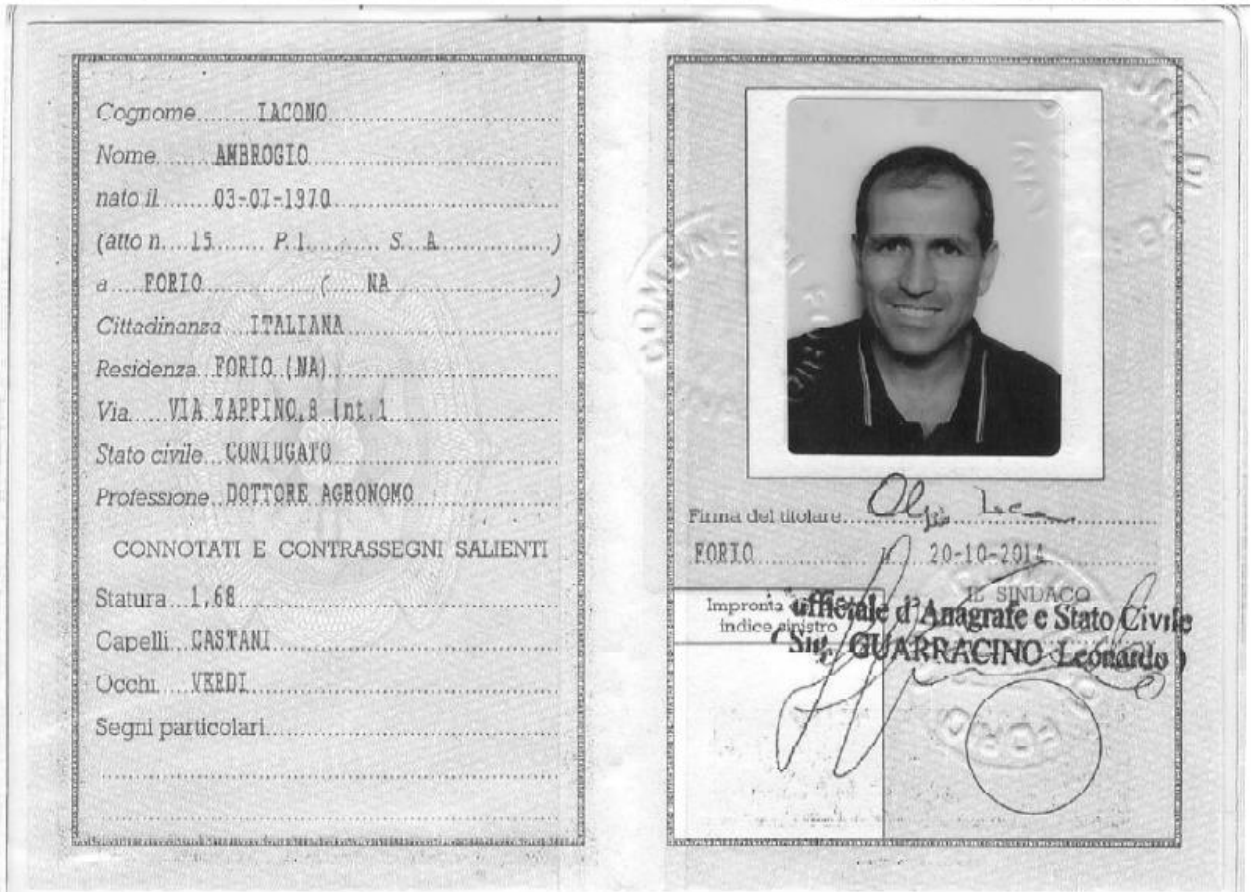 Cognome IACONO
Nome AMBROGIO
nato il 03-07-1970
(atto n. 15 P. I. S. A )
a FORIO ( NA )
Cittadinanza ITALIANA
Residenza FORIO (NA)
Via VIA ZAPPINO,8 int.1
Stato civile CONIUGATO
Professione DOTTORE AGRONOMO
CONNOTATI E CONTRASSEGNI SALIENTI
Statura 1,68
Capelli CASTANI
Occhi VERDI
Segni particolari
Firma del titolare
FORIO 20-10-2014
IL SINDACO
Impronta
indice sinistro
ufficiale d'Anagrafe e Stato Civile
( Sig. GUARRACINO Leonardo )
COMUNE
FORIO